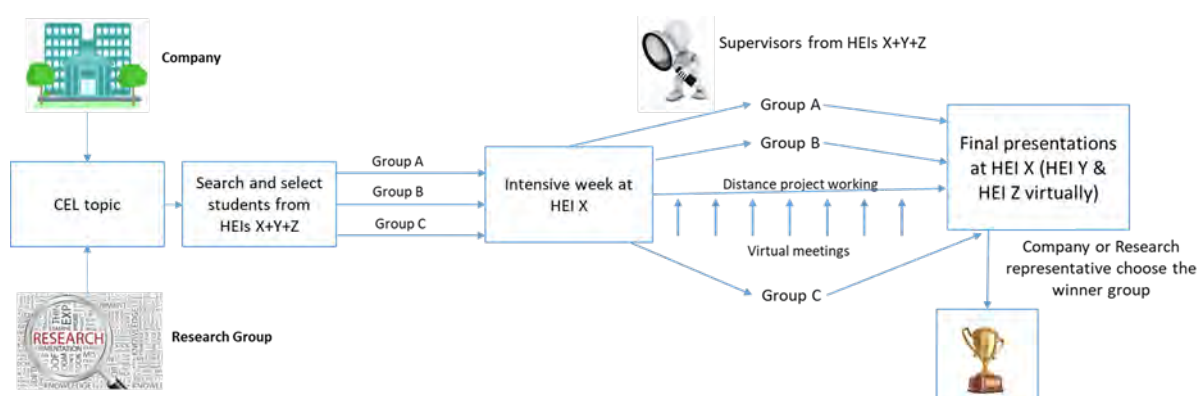 Company
Supervisors from HEIs X+Y+Z
CEL topic
Search and select
students from
HEIs X+Y+Z
Group A
Group B
Group C
Intensive week at
HEI X
Group A
Group B
Distance project working
Virtual meetings
Group C
Final presentations
at HEI X (HEI Y &
HEI Z virtually)
Company or Research
representative choose the
winner group
RESEARCH
Research Group